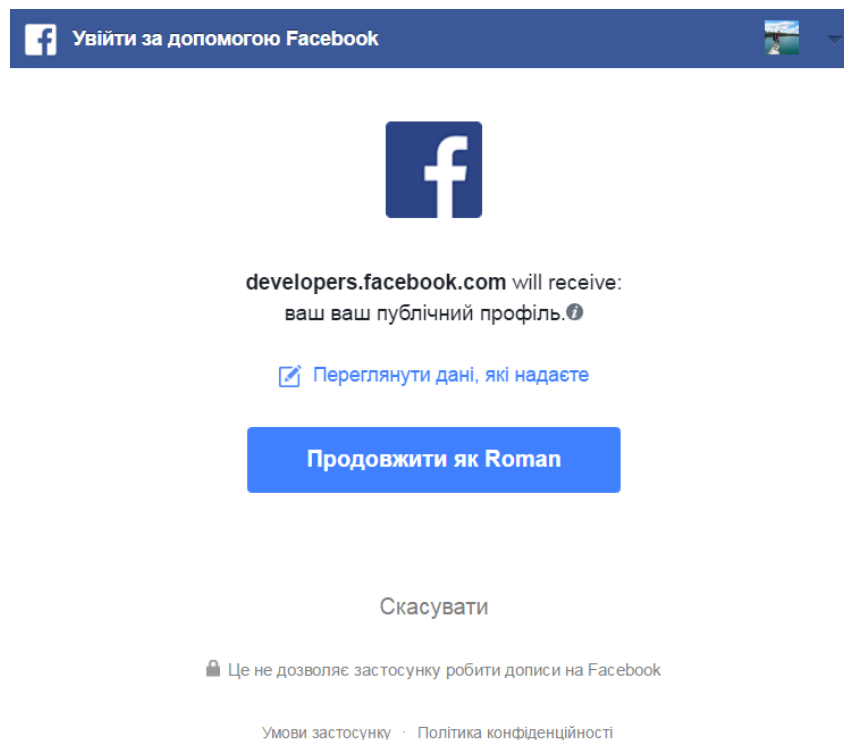 Увійти за допомогою Facebook
developers.facebook.com will receive:
ваш ваш публічний профіль.
Переглянути дані, які надаєте
Продовжити як Roman
Скасувати
Це не дозволяє застосунку робити дописи на Facebook
Умови застосунку · Політика конфіденційності